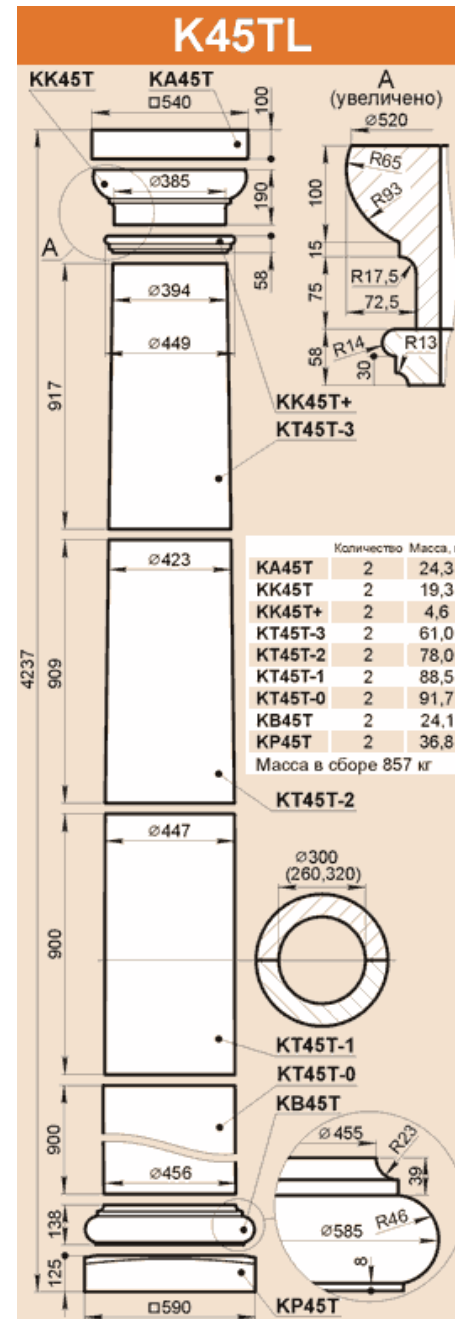 K45TL
KK45T
KA45T
□540
100
⌀385
190
A
58
⌀394
⌀449
917
KK45T+
KT45T-3
A
(увеличено)
⌀520
R65
R93
100
15
R17,5
75
72,5
R14
R13
58
30
⌀423
4237
909
KT45T-2
Количество Масса,
KA45T 2 24,3
KK45T 2 19,3
KK45T+ 2 4,6
KT45T-3 2 61,0
KT45T-2 2 78,0
KT45T-1 2 88,5
KT45T-0 2 91,7
KB45T 2 24,1
KP45T 2 36,8
Масса в сборе 857 кг
⌀447
⌀300
(260,320)
900
KT45T-1
KT45T-0
KB45T
900
⌀456
⌀455
R23
39
138
⌀585
R46
8
125
□590
KP45T